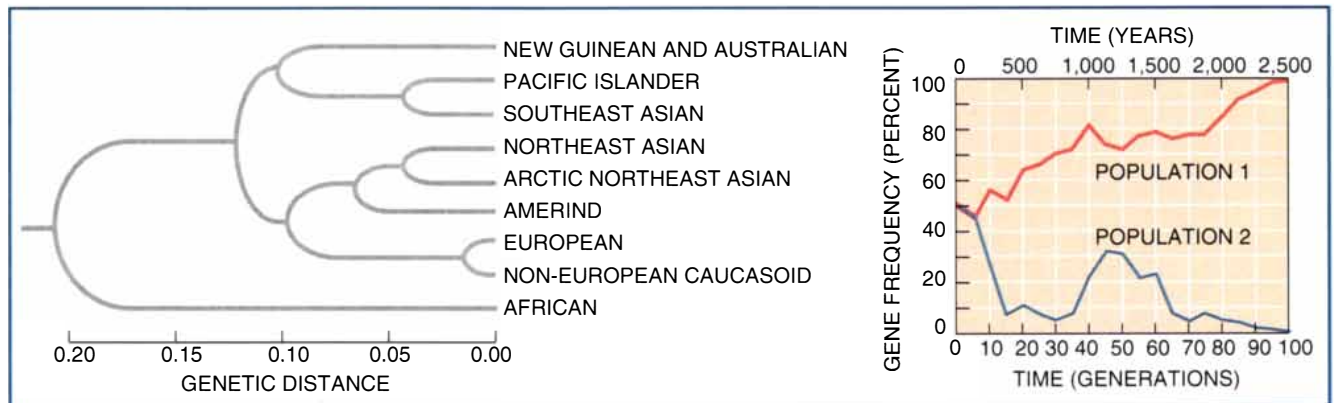 NEW GUINEAN AND AUSTRALIAN
PACIFIC ISLANDER
SOUTHEAST ASIAN
NORTHEAST ASIAN
ARCTIC NORTHEAST ASIAN
AMERIND
EUROPEAN
NON-EUROPEAN CAUCASOID
AFRICAN
0.20 0.15 0.10 0.05 0.00
GENETIC DISTANCE
TIME (YEARS)
0 500 1,000 1,500 2,000 2,500
GENE FREQUENCY (PERCENT)
100
80
60
40
20
0
POPULATION 1
POPULATION 2
0 10 20 30 40 50 60 70 80 90 100
TIME (GENERATIONS)